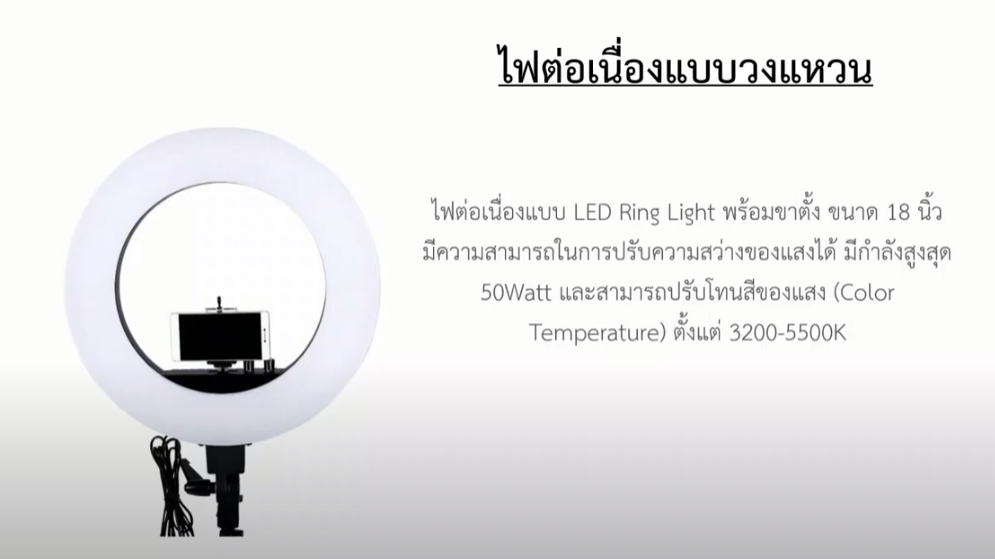 ไฟต่อเนื่องแบบวงแหวน
ไฟต่อเนื่องแบบ LED Ring Light พร้อมขาตั้ง ขนาด 18 นิ้ว
มีความสามารถในการปรับความสว่างของแสงได้ มีกำลังสูงสุด
50Watt และสามารถปรับโทนสีของแสง (Color
Temperature) ตั้งแต่ 3200-5500K